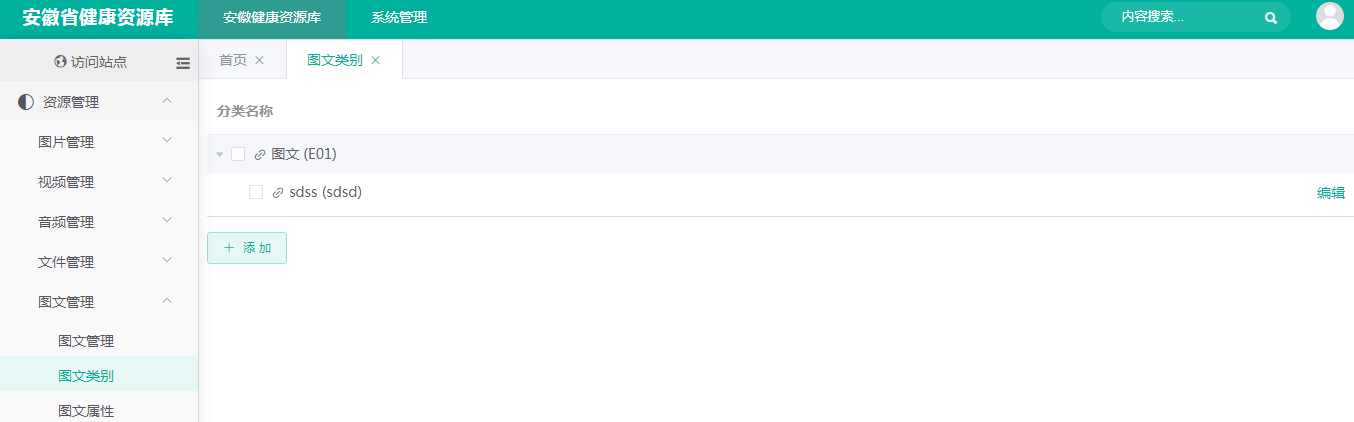 安徽省健康资源库
安徽健康资源库
系统管理
内容搜索...
访问站点
首页
图文类别
资源管理
图片管理
视频管理
音频管理
文件管理
图文管理
图文管理
图文类别
图文属性
分类名称
图文 (E01)
sdss (sdsd)
编辑
添 加